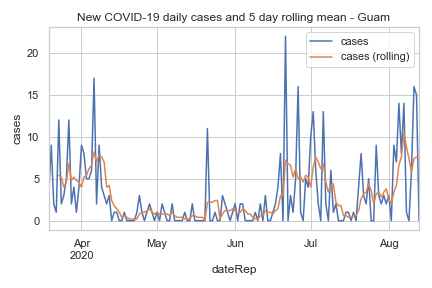 New COVID-19 daily cases and 5 day rolling mean - Guam
cases
cases (rolling)
20
15
10
5
0
cases
Apr
2020
May
Jun
Jul
Aug
dateRep